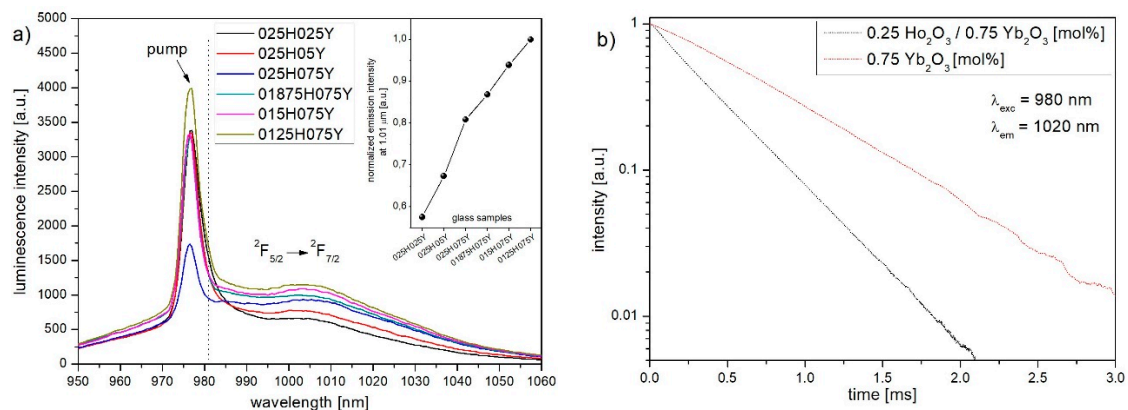 a)
luminescence intensity [a.u.]
5000
4500
4000
3500
3000
2500
2000
1500
1000
500
0
950
960
970
980
990
1000
1010
1020
1030
1040
1050
1060
wavelength [nm]
pump
025H025Y
025H05Y
025H075Y
01875H075Y
015H075Y
0125H075Y
²F₅/₂ → ²F₇/₂
normalized emission intensity
at 1.01 μm [a.u.]
1,0
0,9
0,8
0,7
0,6
glass samples
025H025Y
025H05Y
025H075Y
01875H075Y
015H075Y
0125H075Y
b)
intensity [a.u.]
1
0.1
0.01
0.0
0.5
1.0
1.5
2.0
2.5
3.0
time [ms]
0.25 Ho₂O₃ / 0.75 Yb₂O₃ [mol%]
0.75 Yb₂O₃ [mol%]
λexc = 980 nm
λem = 1020 nm